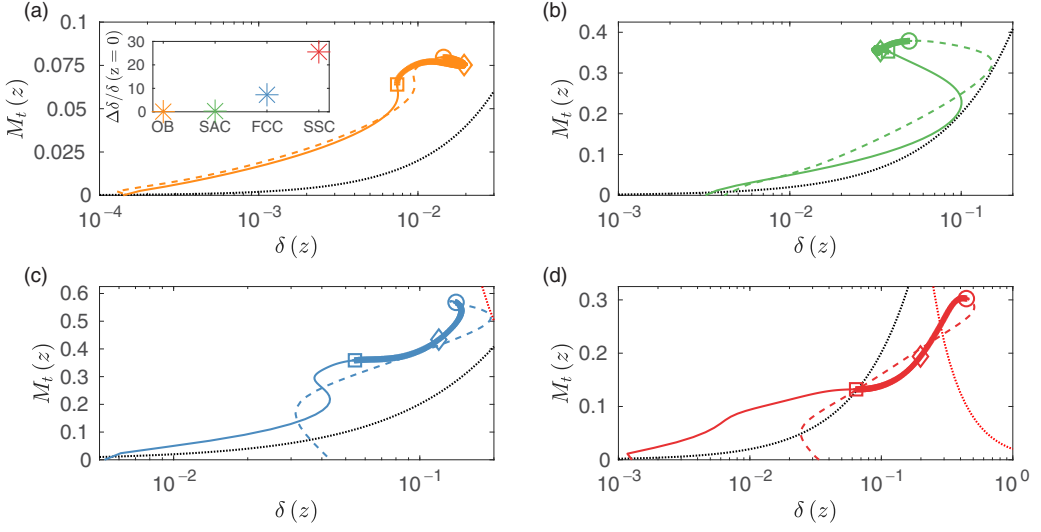 (a)
0.1
0.075
0.05
0.025
0
M_t (z)
Δδ/δ (z = 0)
30
20
10
0
OB SAC FCC SSC
10⁻⁴ 10⁻³ 10⁻²
δ (z)
(b)
0.4
0.3
0.2
0.1
0
M_t (z)
10⁻³ 10⁻² 10⁻¹
δ (z)
(c)
0.6
0.5
0.4
0.3
0.2
0.1
0
M_t (z)
10⁻² 10⁻¹
δ (z)
(d)
0.3
0.2
0.1
0
M_t (z)
10⁻³ 10⁻² 10⁻¹ 10⁰
δ (z)